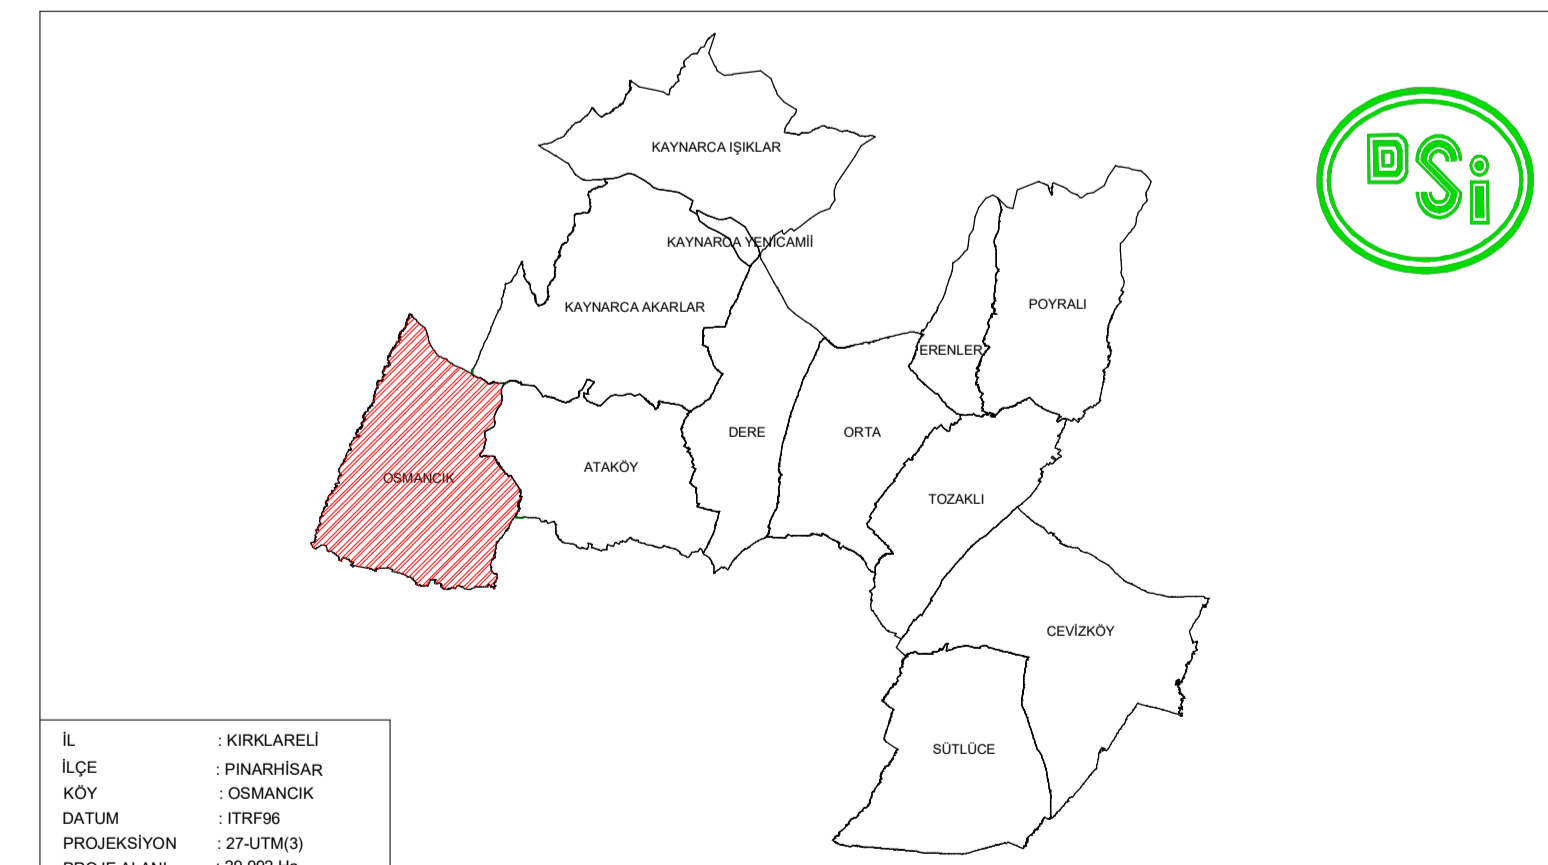 KAYNARCA IŞIKLAR
DSİ
KAYNARCA YENİCAMİİ
KAYNARCA AKARLAR
POYRALI
ERENLER
DERE
ORTA
ATAKÖY
OSMANCIK
TOZAKLI
CEVİZKÖY
SÜTLÜCE
İL : KIRKLARELİ
İLÇE : PINARHİSAR
KÖY : OSMANCIK
DATUM : ITRF96
PROJEKSİYON : 27-UTM(3)